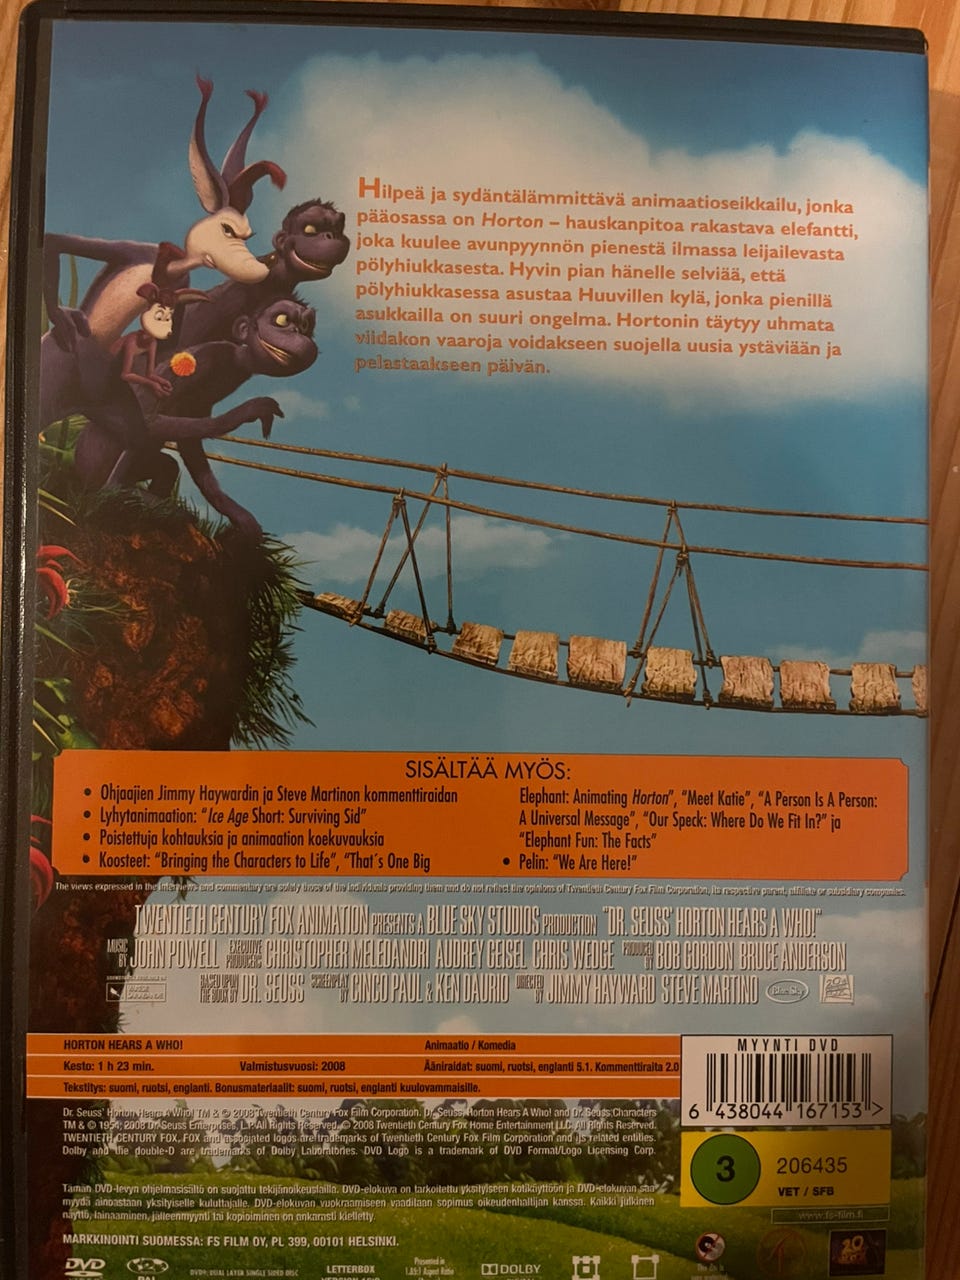 Hilpeä ja sydäntälämmittävä animaatioseikkailu, jonka
pääosassa on Horton – hauskanpitoa rakastava elefantti,
joka kuulee avunpyynnön pienestä ilmassa leijailevasta
pölyhiukkasesta. Hyvin pian hänelle selviää, että
pölyhiukkasessa asustaa Huuvillen kylä, jonka pienillä
asukkailla on suuri ongelma. Hortonin täytyy uhmata
viidakon vaaroja voidakseen suojella uusia ystäviään ja
pelastaakseen päivän.
SISÄLTÄÄ MYÖS:
• Ohjaajien Jimmy Haywardin ja Steve Martinon kommenttiraidan
• Lyhytanimaation: “Ice Age Short: Surviving Sid”
• Poistettuja kohtauksia ja animaation koekuvauksia
• Koosteet: “Bringing the Characters to Life”, “That´s One Big
Elephant: Animating Horton”, “Meet Katie”, “A Person Is A Person:
A Universal Message”, “Our Speck: Where Do We Fit In?” ja
“Elephant Fun: The Facts”
• Pelin: “We Are Here!”
The views expressed in the interviews and commentary are solely those of the individuals providing them and do not reflect the opinions of Twentieth Century Fox Film Corporation, its respective parent, affiliate or subsidiary companies.
TWENTIETH CENTURY FOX ANIMATION PRESENTS A BLUE SKY STUDIOS PRODUCTION "DR. SEUSS' HORTON HEARS A WHO!"
MUSIC BY JOHN POWELL EXECUTIVE PRODUCERS CHRISTOPHER MELEDANDRI AUDREY GEISEL CHRIS WEDGE PRODUCED BY BOB GORDON BRUCE ANDERSON
BASED UPON THE BOOK BY DR. SEUSS SCREENPLAY BY CINCO PAUL & KEN DAURIO DIRECTED BY JIMMY HAYWARD STEVE MARTINO Blue Sky
HORTON HEARS A WHO! Animaatio / Komedia
Kesto: 1 h 23 min. Valmistusvuosi: 2008 Ääniraidat: suomi, ruotsi, englanti 5.1. Kommenttiraita 2.0
Tekstitys: suomi, ruotsi, englanti. Bonusmateriaalit: suomi, ruotsi, englanti kuulovammaisille.
MYYNTI DVD
6 438044 167153 >
3
206435
VET / SFB
www.fs-film.fi
Dr. Seuss' Horton Hears A Who! TM & © 2008 Twentieth Century Fox Film Corporation. Dr. Seuss, Horton Hears A Who! and Dr. Seuss Characters
TM & © 1954, 2008 Dr. Seuss Enterprises, L.P. All Rights Reserved. © 2008 Twentieth Century Fox Home Entertainment LLC. All Rights Reserved.
TWENTIETH CENTURY FOX, FOX and associated logos are trademarks of Twentieth Century Fox Film Corporation and its related entities.
Dolby and the double-D are trademarks of Dolby Laboratories. DVD Logo is a trademark of DVD Format/Logo Licensing Corp.
Tämän DVD-levyn ohjelmasisältö on suojattu tekijänoikeuslailla. DVD-elokuva on tarkoitettu yksityiseen kotikäyttöön ja DVD-elokuvan saa
myydä ainoastaan yksityiselle kuluttajalle. DVD-elokuvan vuokraamiseen vaaditaan sopimus oikeudenhaltijan kanssa. Kaikki julkinen
näyttö, lainaaminen, jälleenmyynti tai kopioiminen on ankarasti kielletty.
MARKKINOINTI SUOMESSA: FS FILM OY, PL 399, 00101 HELSINKI.
DVD PAL DVD9: DUAL LAYER SINGLE SIDED DISC LETTERBOX Presented in
1.85:1 Aspect Ratio DOLBY